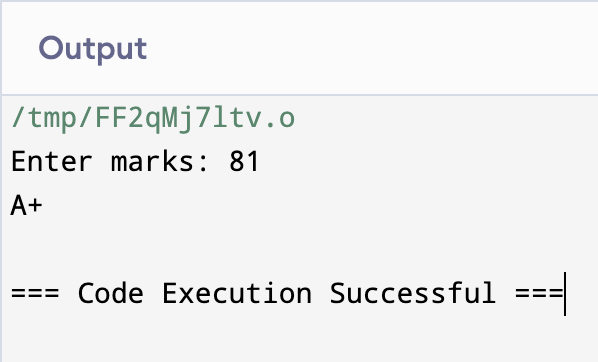 Output
/tmp/FF2qMj7ltv.o
Enter marks: 81
A+
=== Code Execution Successful ===